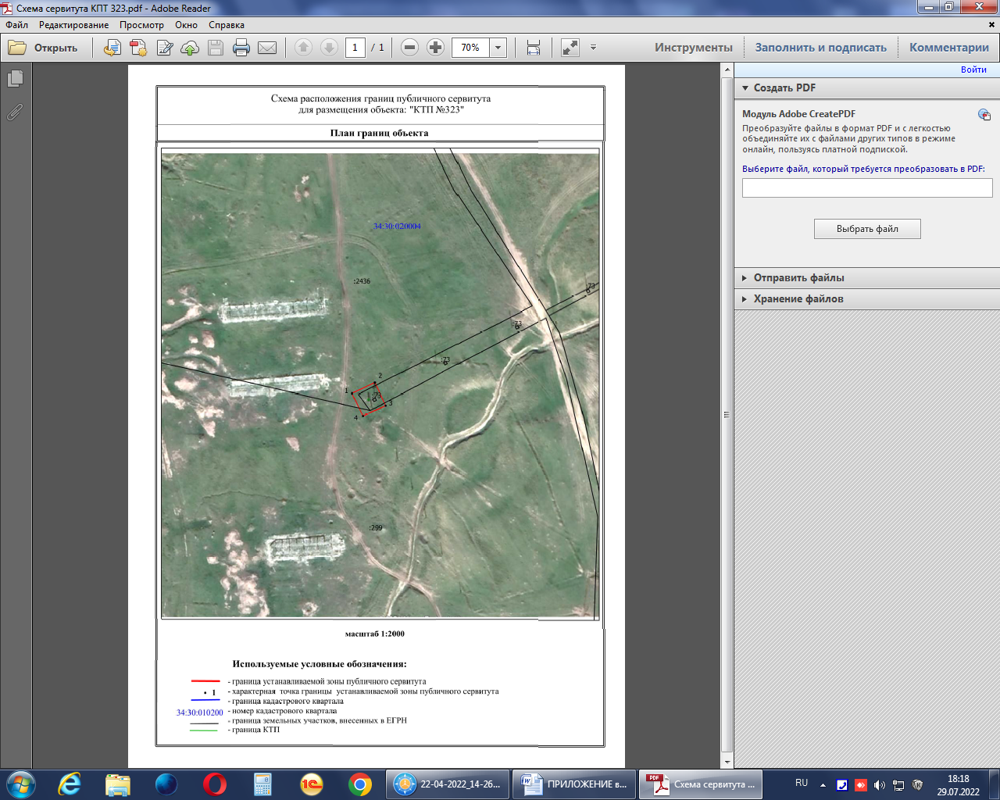 Схема сервитута КПТ 323.pdf - Adobe Reader
Файл Редактирование Просмотр Окно Справка
Открыть 1 / 1 70% Инструменты Заполнить и подписать Комментарии
Войти
Создать PDF
Модуль Adobe CreatePDF
Преобразуйте файлы в формат PDF и с легкостью
объединяйте их с файлами других типов в режиме
онлайн, пользуясь платной подпиской.
Выберите файл, который требуется преобразовать в PDF:
Выбрать файл
Отправить файлы
Хранение файлов
Схема расположения границ публичного сервитута
для размещения объекта: "КТП №323"
План границ объекта
34:30:020004
:2436
:73
:73
:73
2
1
:73
3
4
:299
масштаб 1:2000
Используемые условные обозначения:
- граница устанавливаемой зоны публичного сервитута
1 - характерная точка границы устанавливаемой зоны публичного сервитута
- граница кадастрового квартала
34:30:010200 - номер кадастрового квартала
- граница земельных участков, внесенных в ЕГРН
- граница КТП
22-04-2022_14-26... ПРИЛОЖЕНИЕ в... Схема сервитута ... RU 18:18
29.07.2022